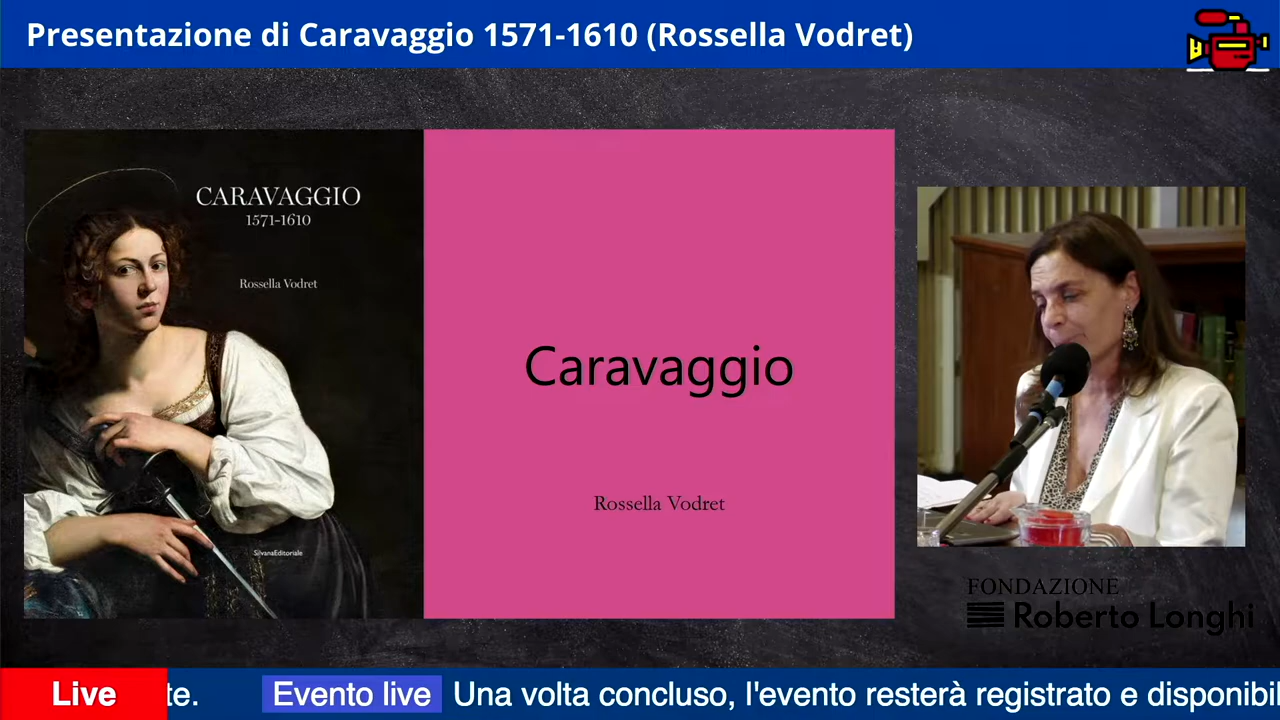 Presentazione di Caravaggio 1571-1610 (Rossella Vodret)
CARAVAGGIO
1571-1610
Rossella Vodret
SilvanaEditoriale
Caravaggio
Rossella Vodret
FONDAZIONE
Roberto Longhi
Live
te.
Evento live
Una volta concluso, l'evento resterà registrato e disponibil